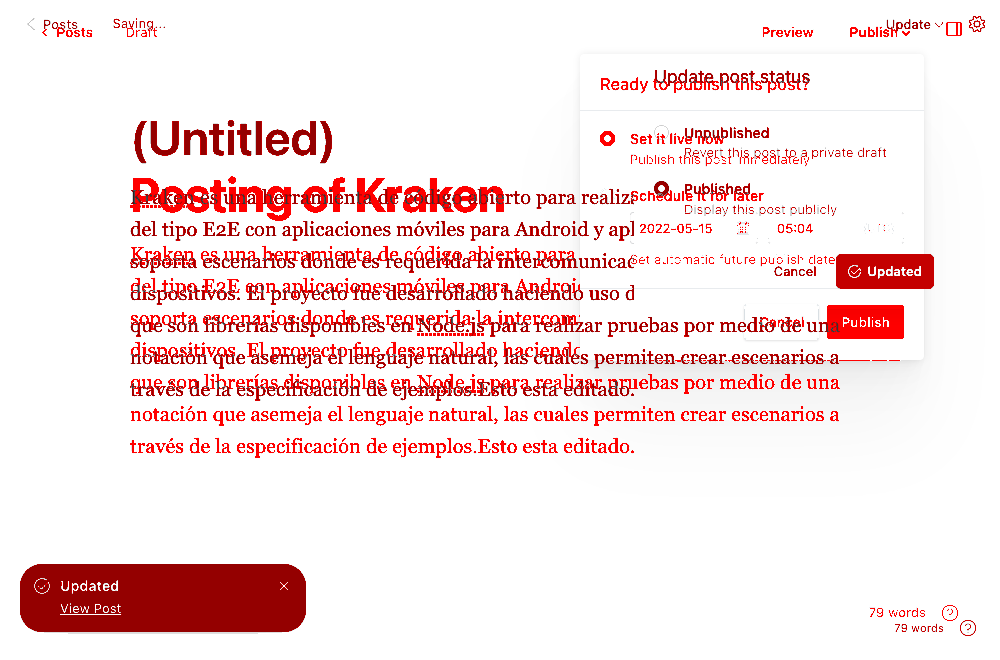 Posts
Saving...
Update
Posts
Draft
Preview
Publish
Update post status
Ready to publish this post?
(Untitled)
Unpublished
Set it live now
Revert this post to a private draft
Publish this post immediately
Posting of Kraken
Published
Kraken es una herramienta de código abierto para realiz
Schedule it for later
Display this post publicly
del tipo E2E con aplicaciones móviles para Android y apl
2022-05-15
05:04
Kraken es una herramienta de código abierto para
soporta escenarios donde es requerida la intercomunicac
Set automatic future publish date
Cancel
Updated
del tipo E2E con aplicaciones móviles para Androi
dispositivos. El proyecto fue desarrollado haciendo uso d
soporta escenarios donde es requerida la intercom
Cancel
Publish
que son librerías disponibles en Node.js para realizar pruebas por medio de una
dispositivos. El proyecto fue desarrollado haciendo
notación que asemeja el lenguaje natural, las cuales permiten crear escenarios a
que son librerías disponibles en Node.js para realizar pruebas por medio de una
través de la especificación de ejemplos.Esto esta editado.
notación que asemeja el lenguaje natural, las cuales permiten crear escenarios a
través de la especificación de ejemplos.Esto esta editado.
Updated
View Post
79 words
79 words